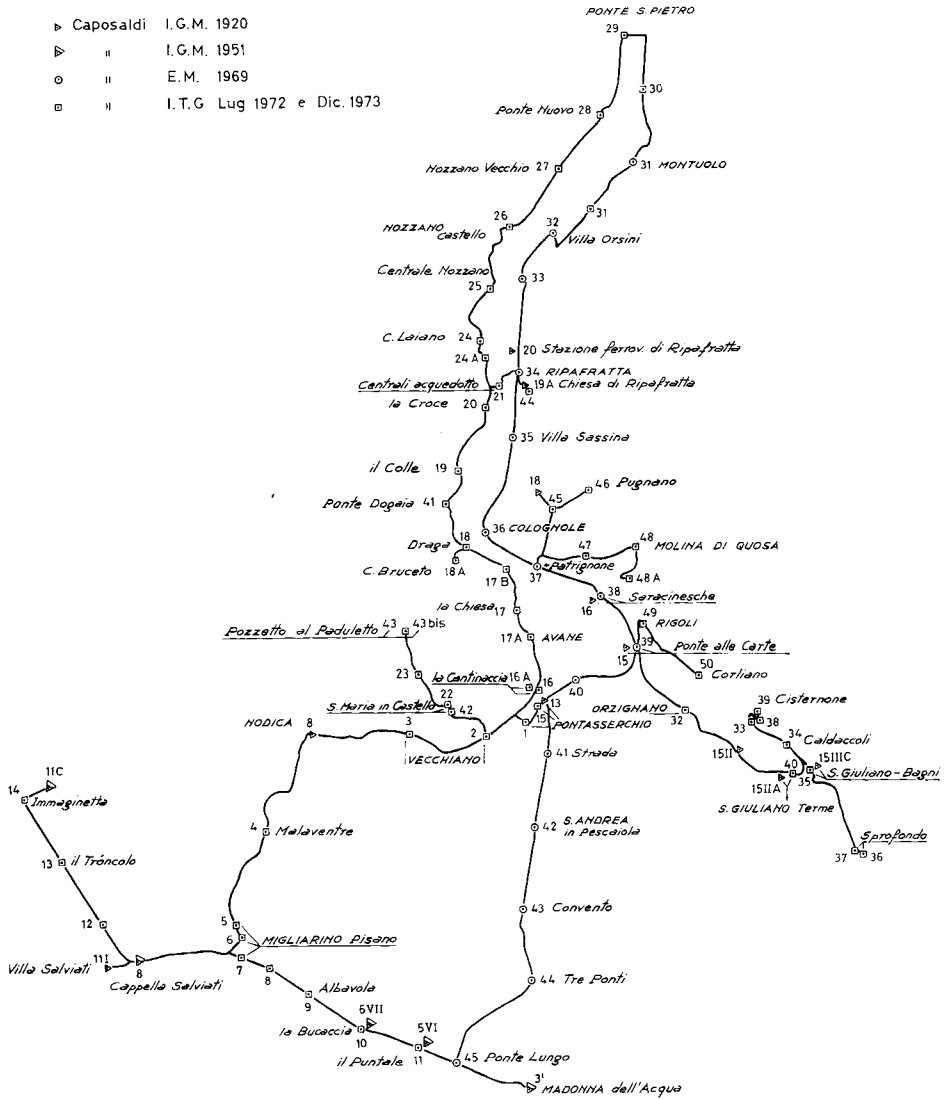 Caposaldi I.G.M. 1920
" I.G.M. 1951
" E.M. 1969
" I.T.G Lug 1972 e Dic. 1973
PONTE S. PIETRO
29
30
Ponte Nuovo 28
31 MONTUOLO
Nozzano Vecchio 27
31
26
NOZZANO castello
32
Villa Orsini
Centrale Nozzano
25
33
C. Laiano 24
24 A
20 Stazione ferrov. di Ripafratta
34 RIPAFRATTA
Centrali acquedotto
21
19A Chiesa di Ripafratta
44
la Croce 20
35 Villa Sassina
il Colle 19
18
46 Pugnano
45
Ponte Dogaia 41
36 COLOGNOLE
Draga 18
47
48
MOLINA DI QUOSA
C. Bruceto 18 A
17 B
37
Patrignone
48 A
38
Saracinesche
16
la Chiesa 17
49
RIGOLI
Pozzetto al Paduletto 43
43 bis
17 A AVANE
15
39
Ponte alle Carte
50
Corliano
23
la Cantinaccia 16 A
16
40
S. Maria in Castello
22
42
13
15
1
PONTASSERCHIO
ORZIGNANO
32
39 Cisternone
33
38
34
Caldaccoli
NODICA 8
3
2
VECCHIANO
41 Strada
15II
40
35
15IIIC
S. Giuliano-Bagni
15IIA
S. GIULIANO Terme
11C
14
Immaginetta
4 Malaventre
42 S. ANDREA
in Pescaiola
Sprofondo
37
36
13 il Tróncolo
43 Convento
12
5
6
MIGLIARINO Pisano
7
Villa Salviati
11I
8
Cappella Salviati
8
44 Tre Ponti
9
Albavola
6VII
la Bucaccia
10
5VI
il Puntale
11
45 Ponte Lungo
3'
MADONNA dell'Acqua